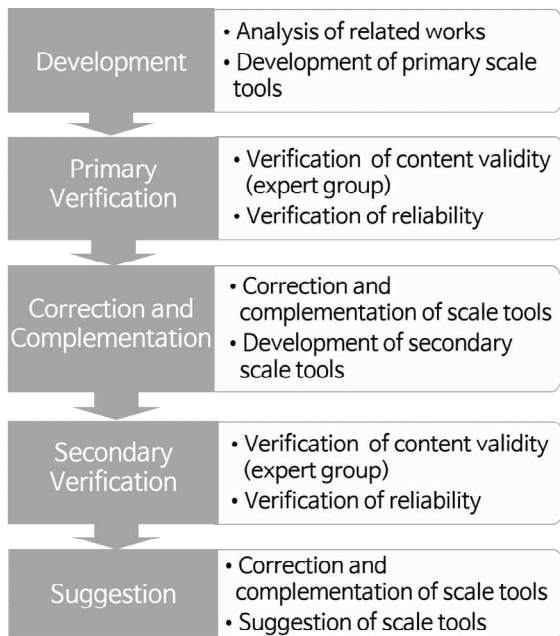 Development
• Analysis of related works
• Development of primary scale
tools
Primary
Verification
• Verification of content validity
(expert group)
• Verification of reliability
Correction and
Complementation
• Correction and
complementation of scale tools
• Development of secondary
scale tools
Secondary
Verification
• Verification of content validity
(expert group)
• Verification of reliability
Suggestion
• Correction and
complementation of scale tools
• Suggestion of scale tools